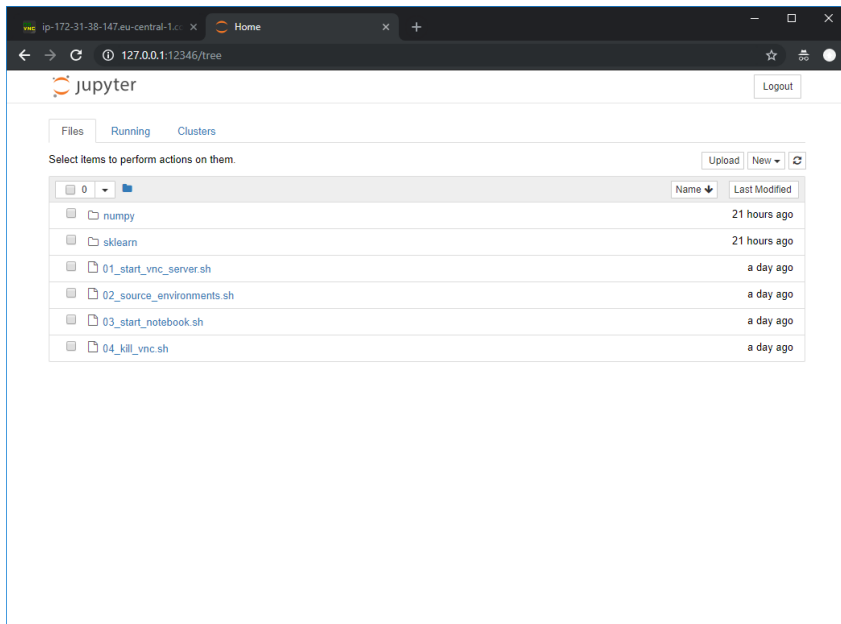 ip-172-31-38-147.eu-central-1.cc
Home
127.0.0.1:12346/tree
jupyter
Logout
Files Running Clusters
Select items to perform actions on them.
Upload New
0 Name Last Modified
numpy 21 hours ago
sklearn 21 hours ago
01_start_vnc_server.sh a day ago
02_source_environments.sh a day ago
03_start_notebook.sh a day ago
04_kill_vnc.sh a day ago